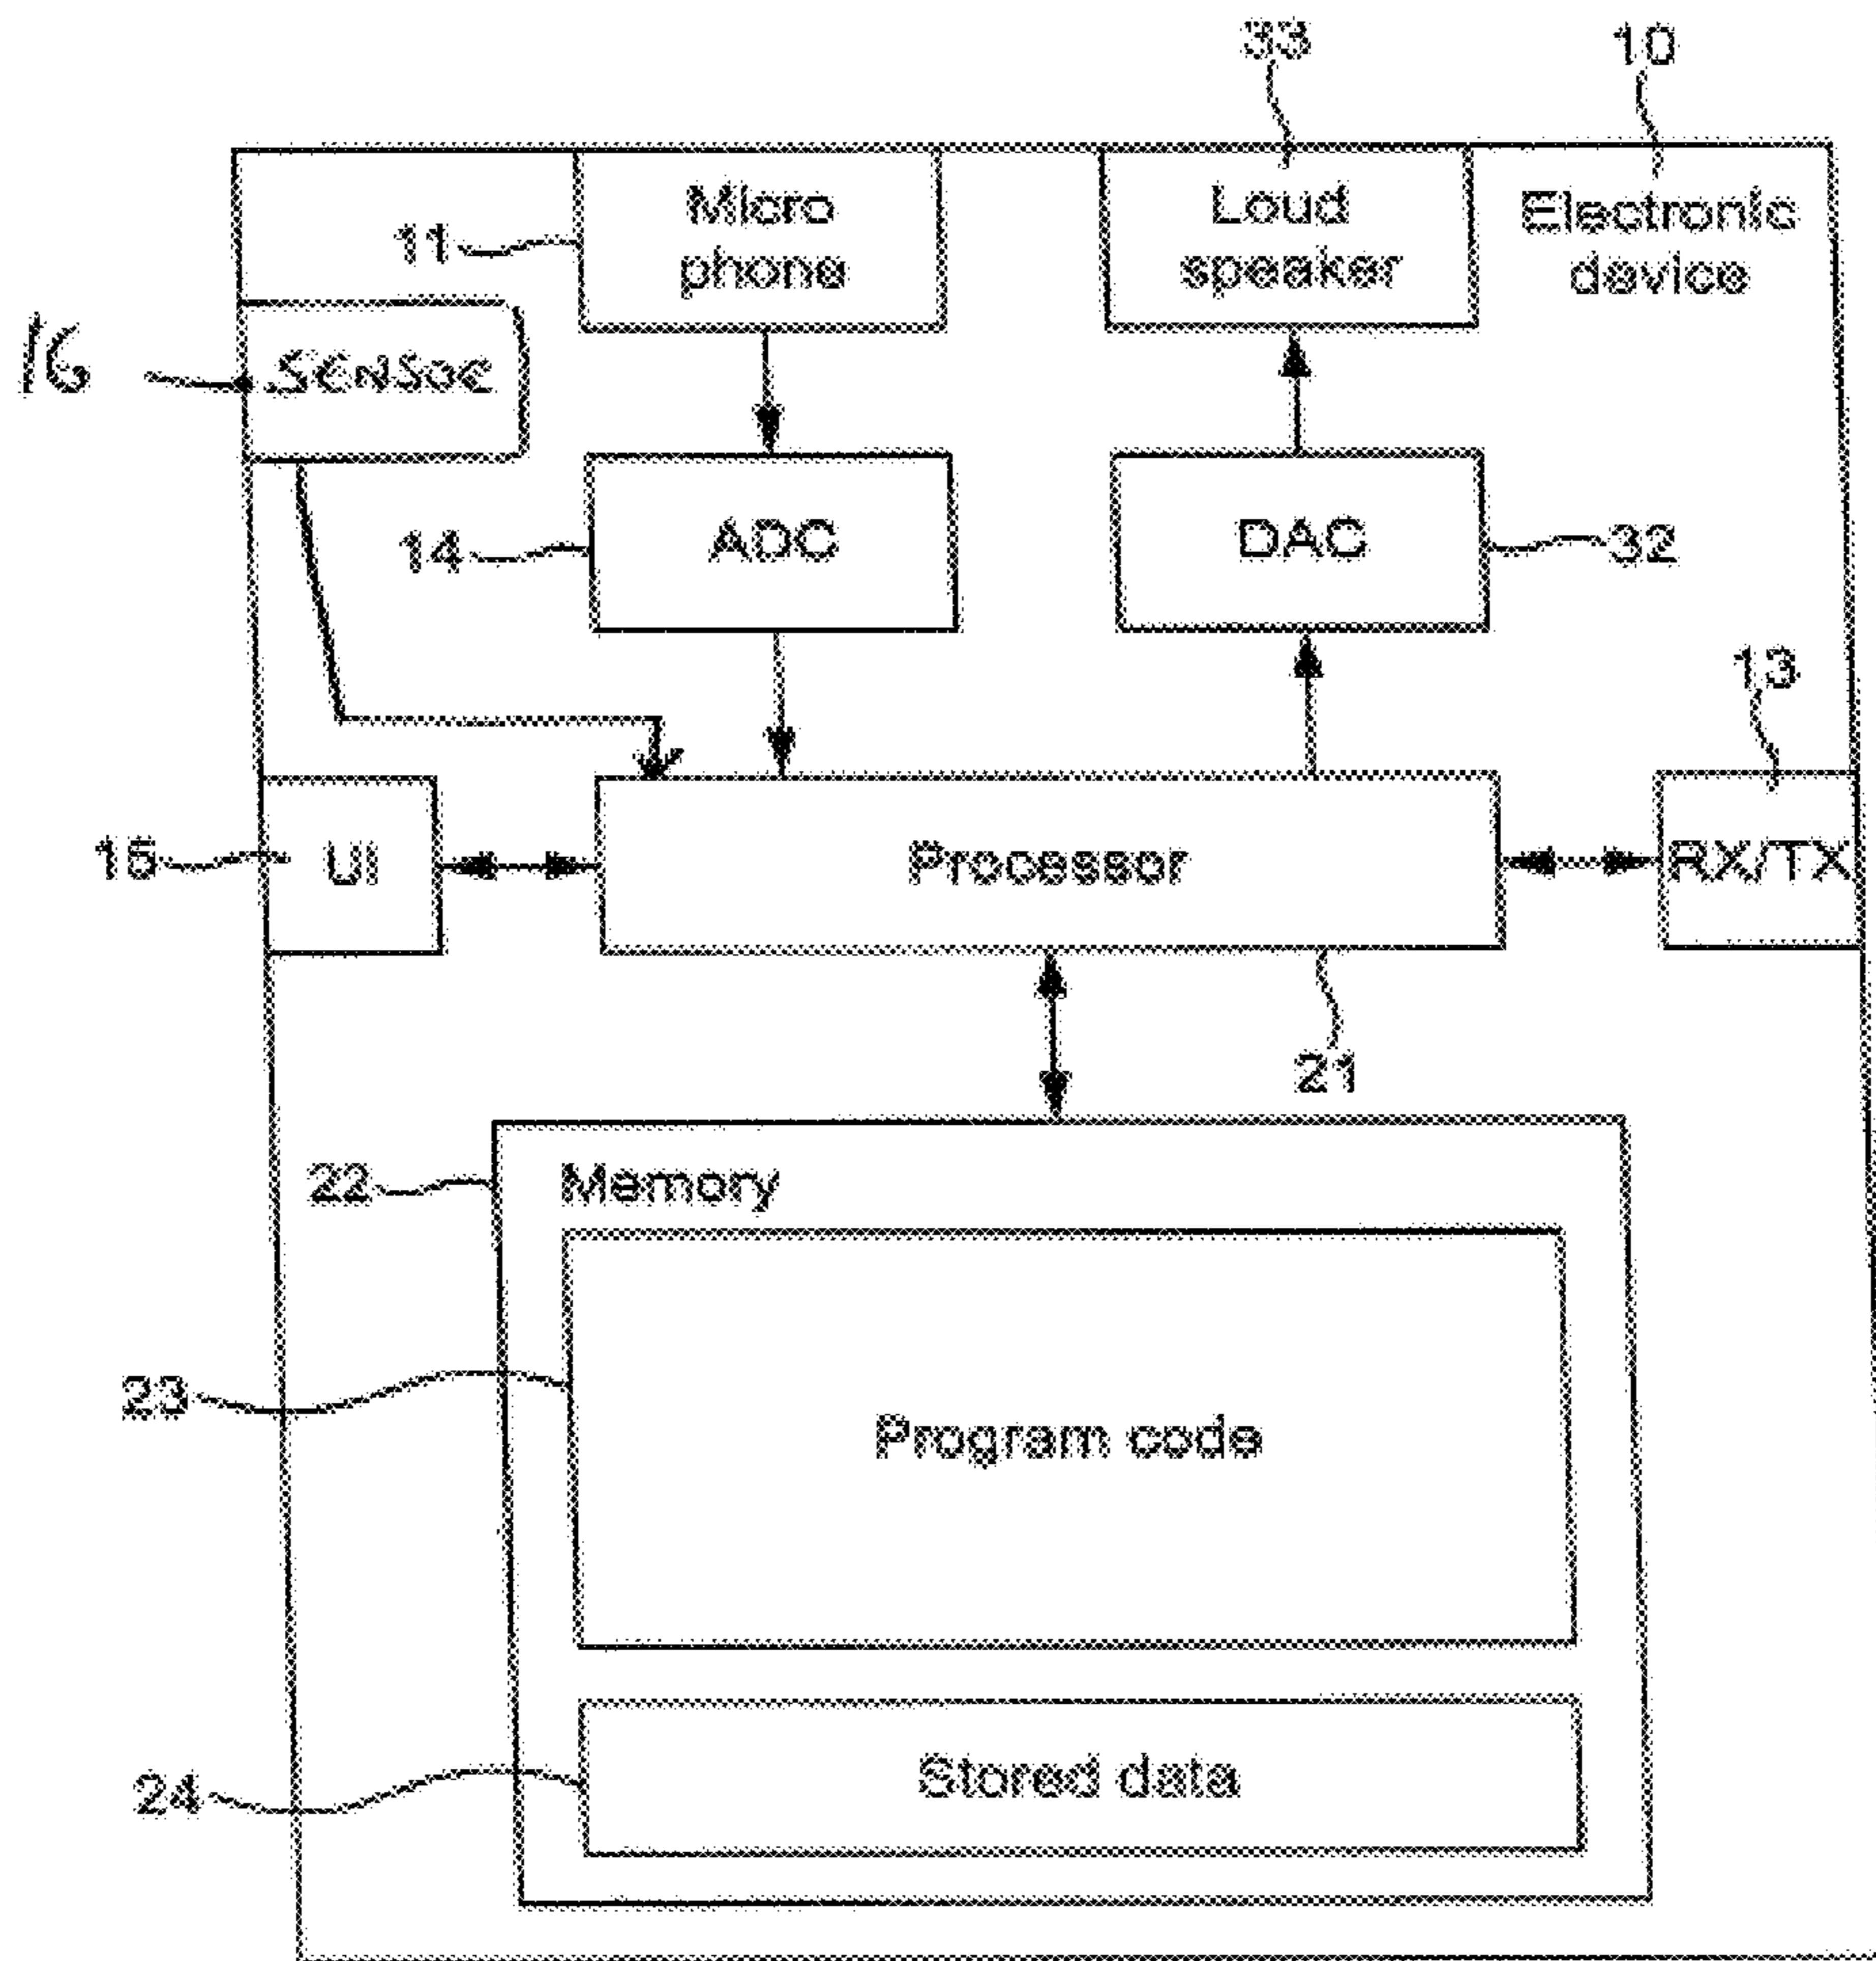 33
10
Micro
phone
Loud
speaker
Electronic
device
11
16
SENSOR
14
ADC
DAC
32
13
15
UI
Processor
RX/TX
21
22
Memory
23
Program code
24
Stored data